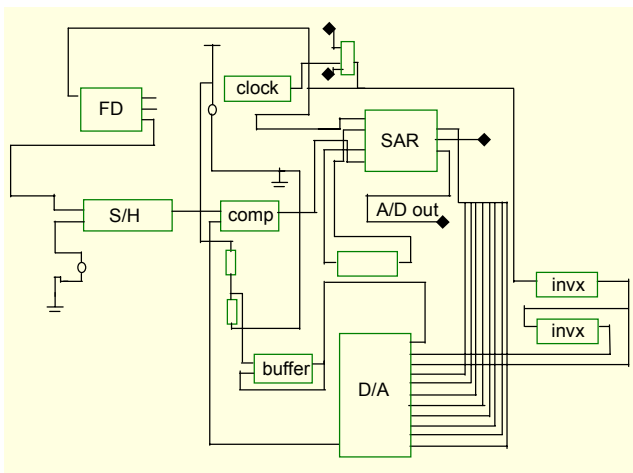 clock
FD
SAR
S/H
comp
A/D out
invx
invx
buffer
D/A